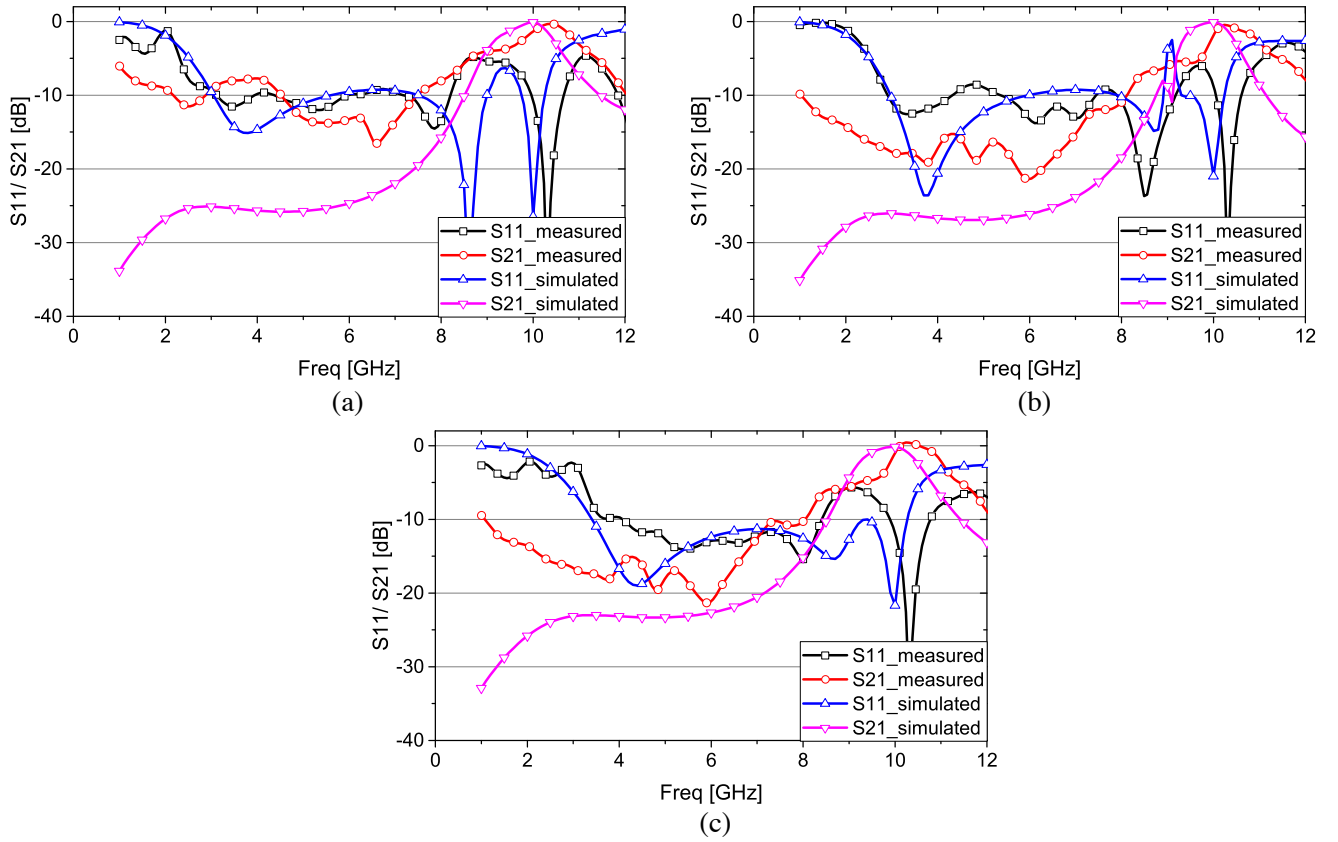 0
-10
-20
-30
-40
S11/ S21 [dB]
0 2 4 6 8 10 12
Freq [GHz]
S11_measured
S21_measured
S11_simulated
S21_simulated
(a)
0
-10
-20
-30
-40
S11/ S21 [dB]
0 2 4 6 8 10 12
Freq [GHz]
S11_measured
S21_measured
S11_simulated
S21_simulated
(b)
0
-10
-20
-30
-40
S11/ S21 [dB]
0 2 4 6 8 10 12
Freq [GHz]
S11_measured
S21_measured
S11_simulated
S21_simulated
(c)